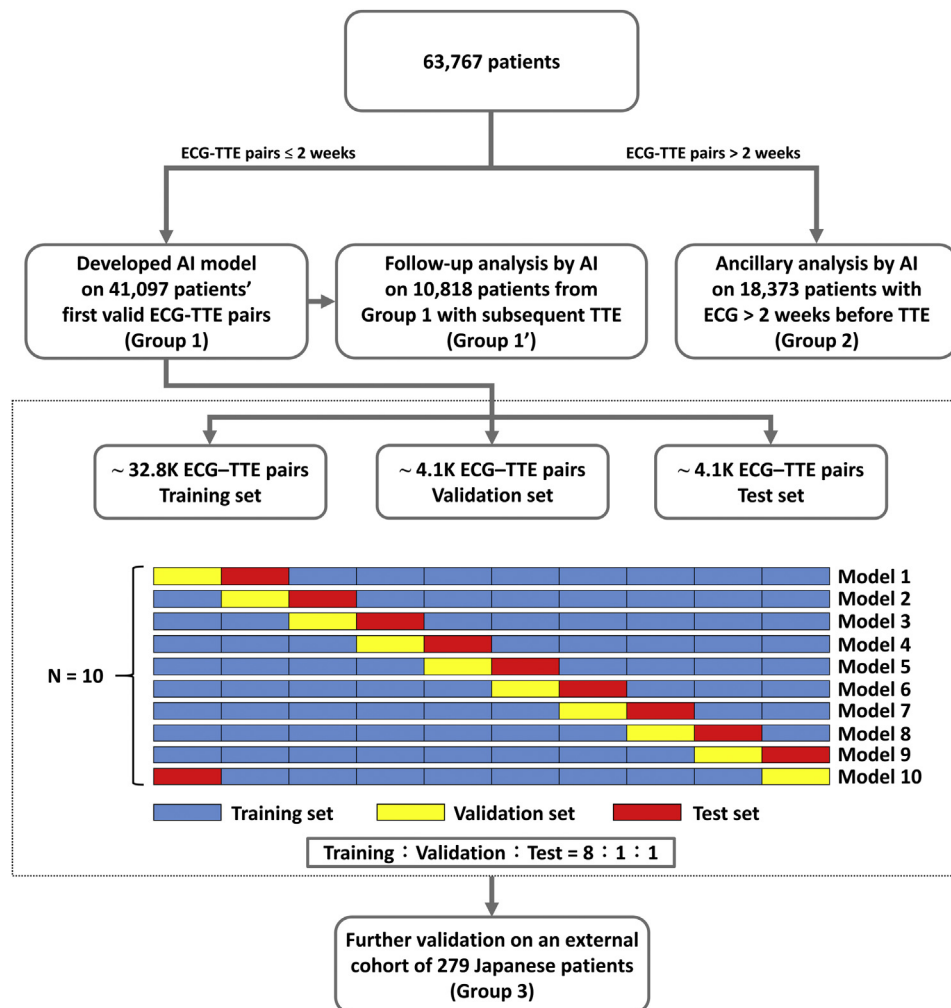 63,767 patients
ECG-TTE pairs ≤ 2 weeks
ECG-TTE pairs > 2 weeks
Developed AI model
on 41,097 patients’
first valid ECG-TTE pairs
(Group 1)
Follow-up analysis by AI
on 10,818 patients from
Group 1 with subsequent TTE
(Group 1’)
Ancillary analysis by AI
on 18,373 patients with
ECG > 2 weeks before TTE
(Group 2)
~ 32.8K ECG–TTE pairs
Training set
~ 4.1K ECG–TTE pairs
Validation set
~ 4.1K ECG–TTE pairs
Test set
N = 10
Model 1
Model 2
Model 3
Model 4
Model 5
Model 6
Model 7
Model 8
Model 9
Model 10
Training set
Validation set
Test set
Training : Validation : Test = 8 : 1 : 1
Further validation on an external
cohort of 279 Japanese patients
(Group 3)